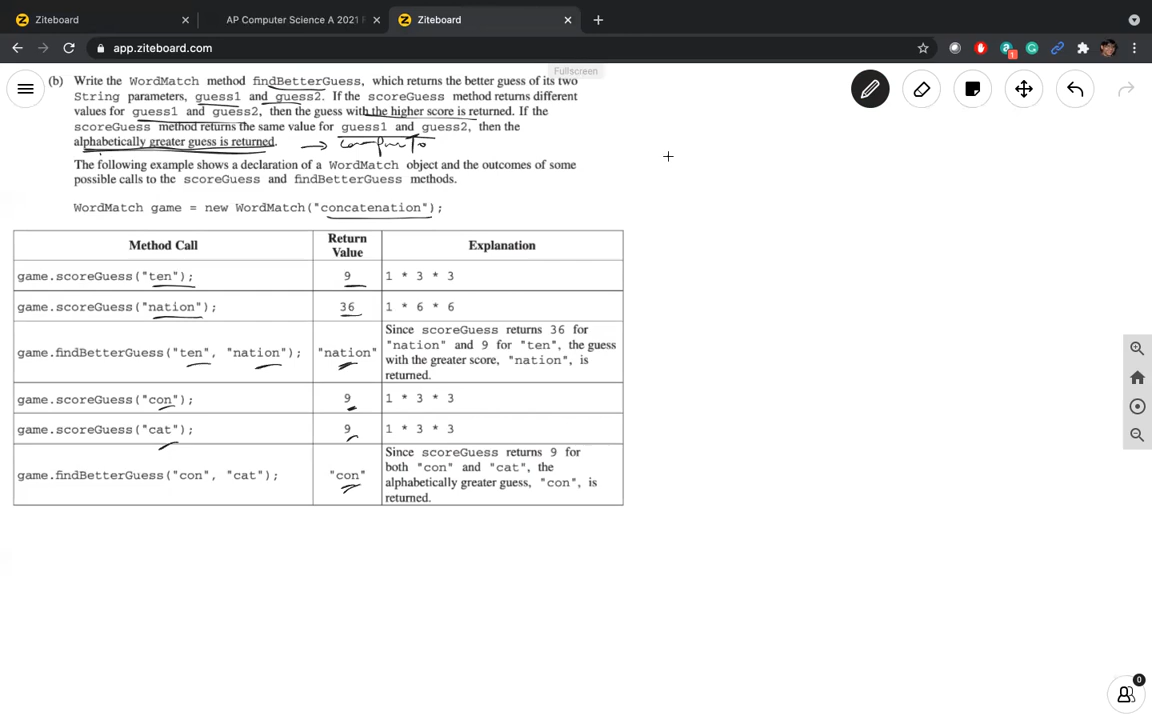 Ziteboard
AP Computer Science A 2021
Ziteboard
app.ziteboard.com
1
Fullscreen
(b) Write the WordMatch method findBetterGuess, which returns the better guess of its two
String parameters, guess1 and guess2. If the scoreGuess method returns different
values for guess1 and guess2, then the guess with the higher score is returned. If the
scoreGuess method returns the same value for guess1 and guess2, then the
alphabetically greater guess is returned. → compareTo
The following example shows a declaration of a WordMatch object and the outcomes of some
possible calls to the scoreGuess and findBetterGuess methods.
WordMatch game = new WordMatch("concatenation");
Method Call Return Value Explanation
game.scoreGuess("ten"); 9 1 * 3 * 3
game.scoreGuess("nation"); 36 1 * 6 * 6
game.findBetterGuess("ten", "nation"); "nation" Since scoreGuess returns 36 for
"nation" and 9 for "ten", the guess
with the greater score, "nation", is
returned.
game.scoreGuess("con"); 9 1 * 3 * 3
game.scoreGuess("cat"); 9 1 * 3 * 3
game.findBetterGuess("con", "cat"); "con" Since scoreGuess returns 9 for
both "con" and "cat", the
alphabetically greater guess, "con", is
returned.
0